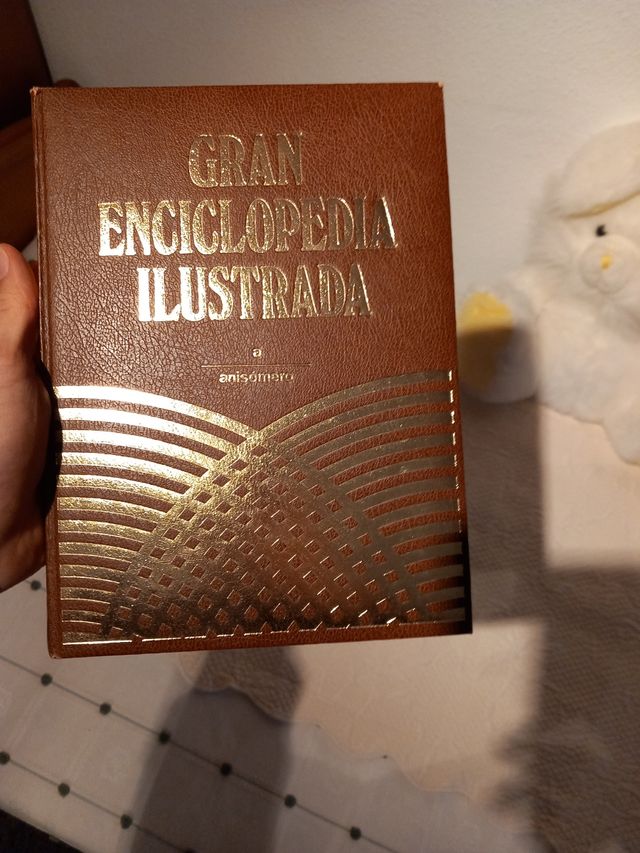 GRAN
ENCICLOPEDIA
ILUSTRADA
a
anisómero